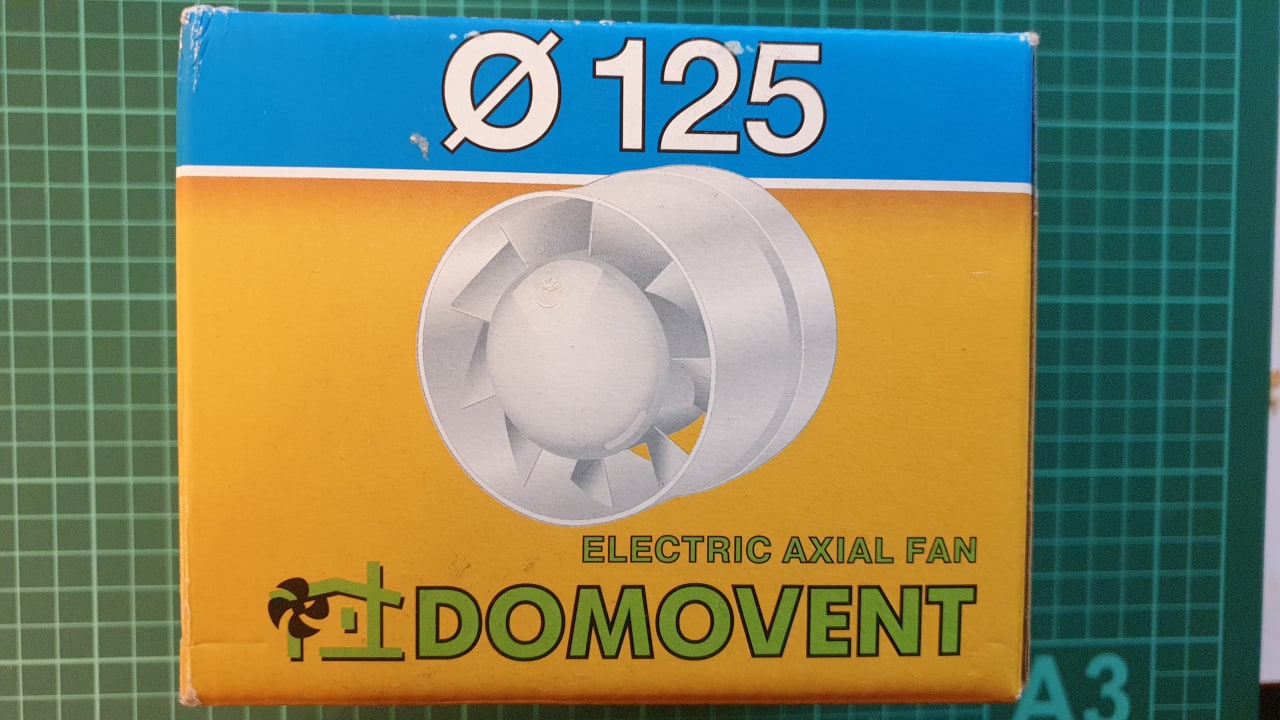 Ø 125
ELECTRIC AXIAL FAN
DOMOVENT
A3